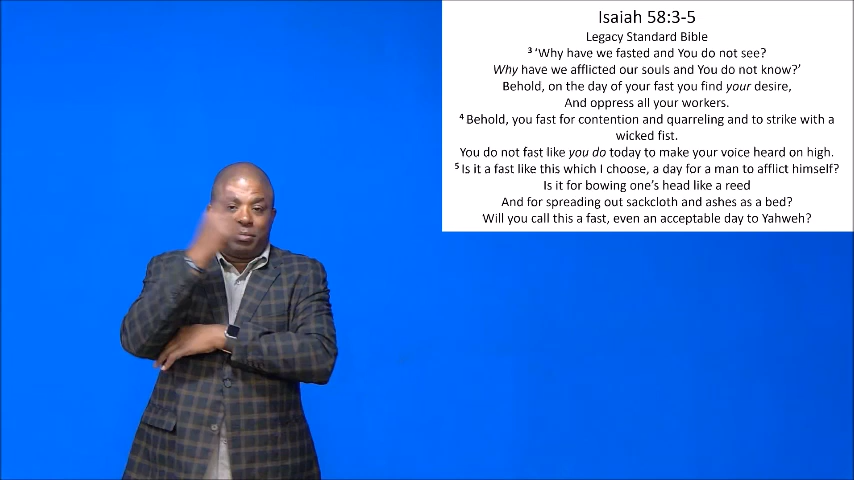 Isaiah 58:3-5
Legacy Standard Bible
3 ‘Why have we fasted and You do not see?
Why have we afflicted our souls and You do not know?’
Behold, on the day of your fast you find your desire,
And oppress all your workers.
4 Behold, you fast for contention and quarreling and to strike with a
wicked fist.
You do not fast like you do today to make your voice heard on high.
5 Is it a fast like this which I choose, a day for a man to afflict himself?
Is it for bowing one’s head like a reed
And for spreading out sackcloth and ashes as a bed?
Will you call this a fast, even an acceptable day to Yahweh?